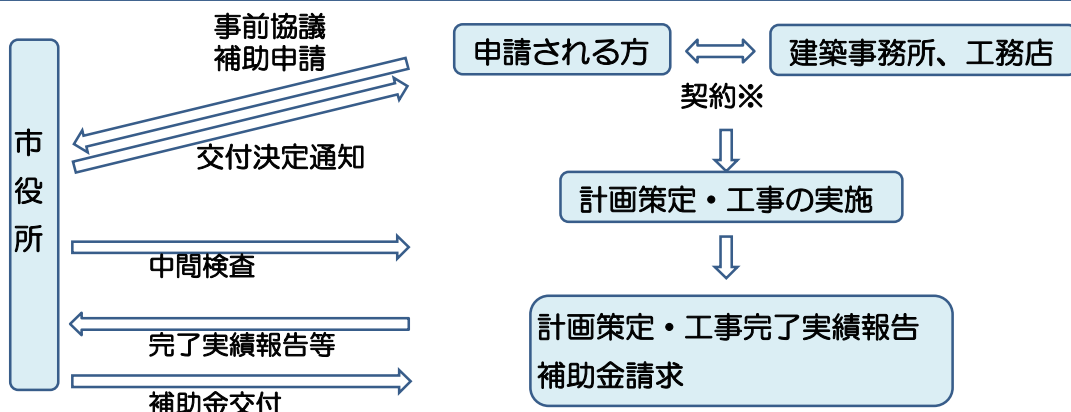 事前協議
補助申請
申請される方
建築事務所、工務店
契約※
市役所
交付決定通知
計画策定・工事の実施
中間検査
完了実績報告等
計画策定・工事完了実績報告
補助金請求
補助金交付